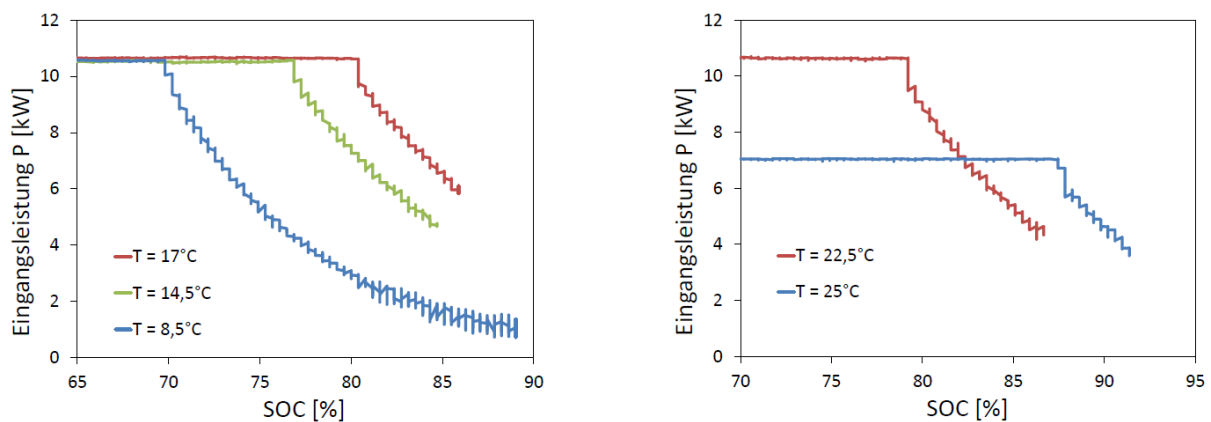 12
10
8
6
4
2
0
Eingangsleistung P [kW]
T = 17°C
T = 14,5°C
T = 8,5°C
65 70 75 80 85 90
SOC [%]
12
10
8
6
4
2
0
Eingangsleistung P [kW]
T = 22,5°C
T = 25°C
70 75 80 85 90 95
SOC [%]